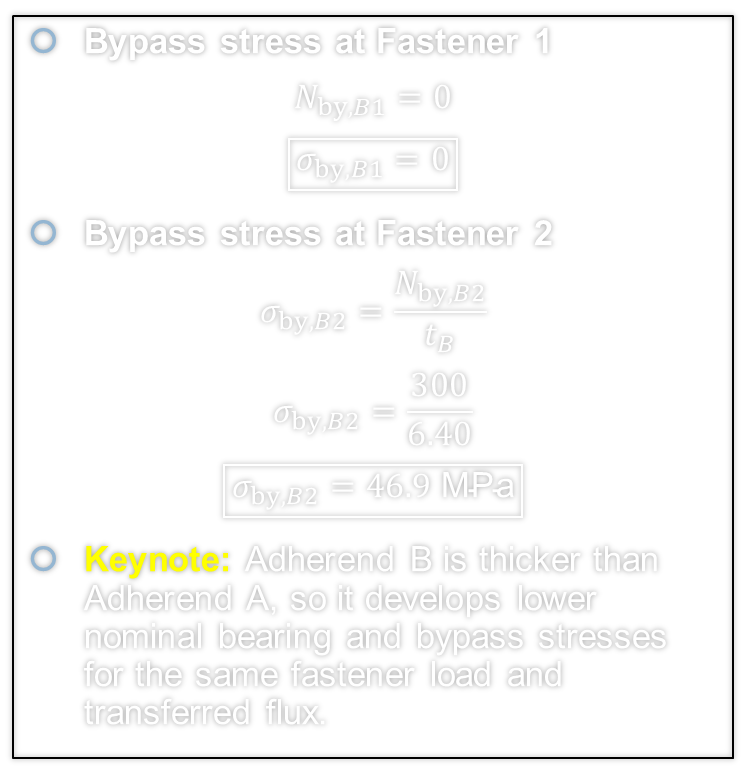 Bypass stress at Fastener 1
N_by,B1 = 0
σ_by,B1 = 0
Bypass stress at Fastener 2
σ_by,B2 = N_by,B2 / t_B
σ_by,B2 = 300 / 6.40
σ_by,B2 = 46.9 MPa
Keynote: Adherend B is thicker than
Adherend A, so it develops lower
nominal bearing and bypass stresses
for the same fastener load and
transferred flux.